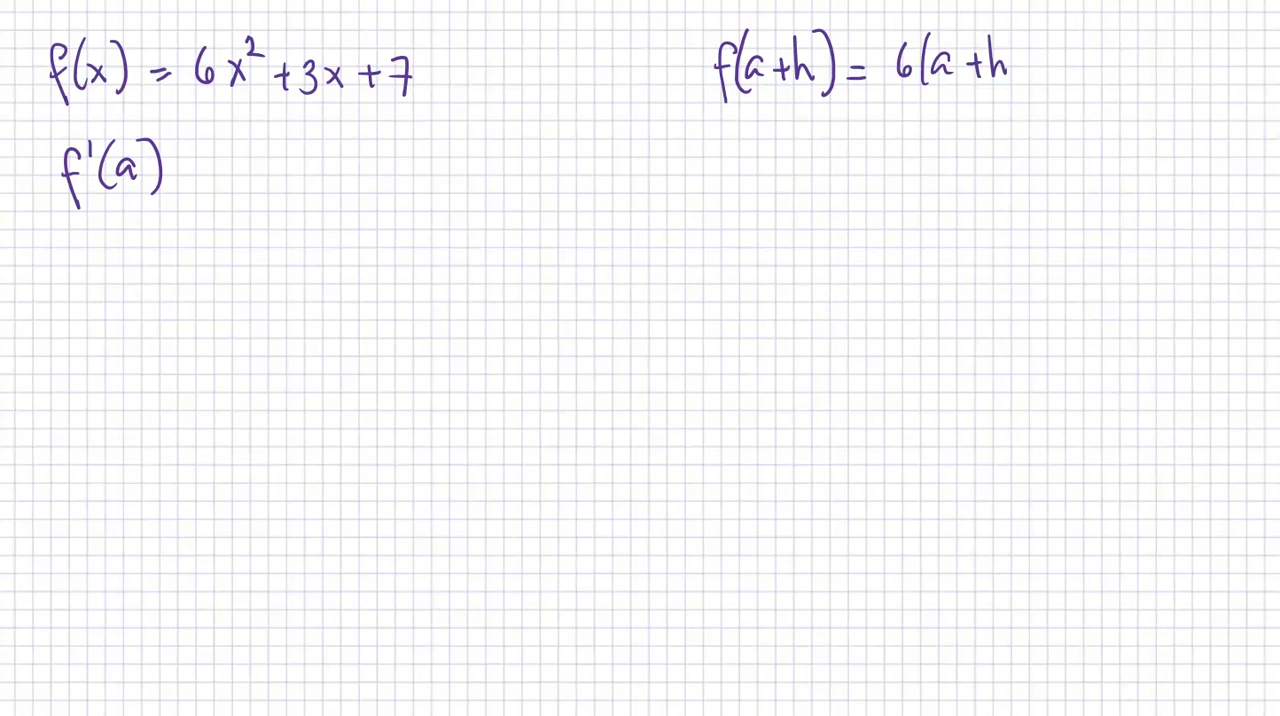 f(x) = 6x² + 3x + 7
f(a+h) = 6(a+h
f'(a)